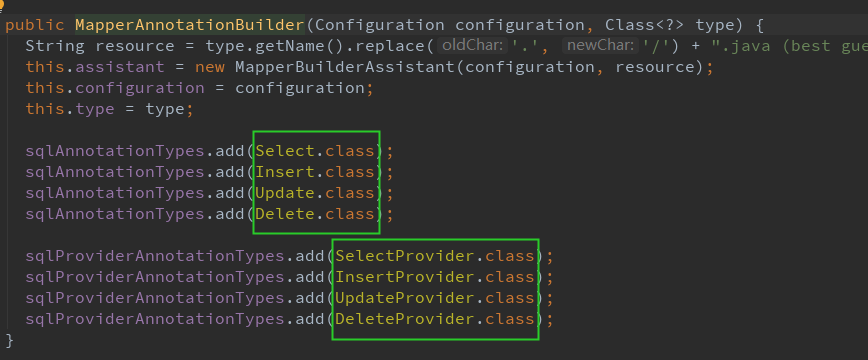 public MapperAnnotationBuilder(Configuration configuration, Class<?> type) {
String resource = type.getName().replace( oldChar: '.', newChar: '/') + ".java (best gue
this.assistant = new MapperBuilderAssistant(configuration, resource);
this.configuration = configuration;
this.type = type;
sqlAnnotationTypes.add(Select.class);
sqlAnnotationTypes.add(Insert.class);
sqlAnnotationTypes.add(Update.class);
sqlAnnotationTypes.add(Delete.class);
sqlProviderAnnotationTypes.add(SelectProvider.class);
sqlProviderAnnotationTypes.add(InsertProvider.class);
sqlProviderAnnotationTypes.add(UpdateProvider.class);
sqlProviderAnnotationTypes.add(DeleteProvider.class);
}